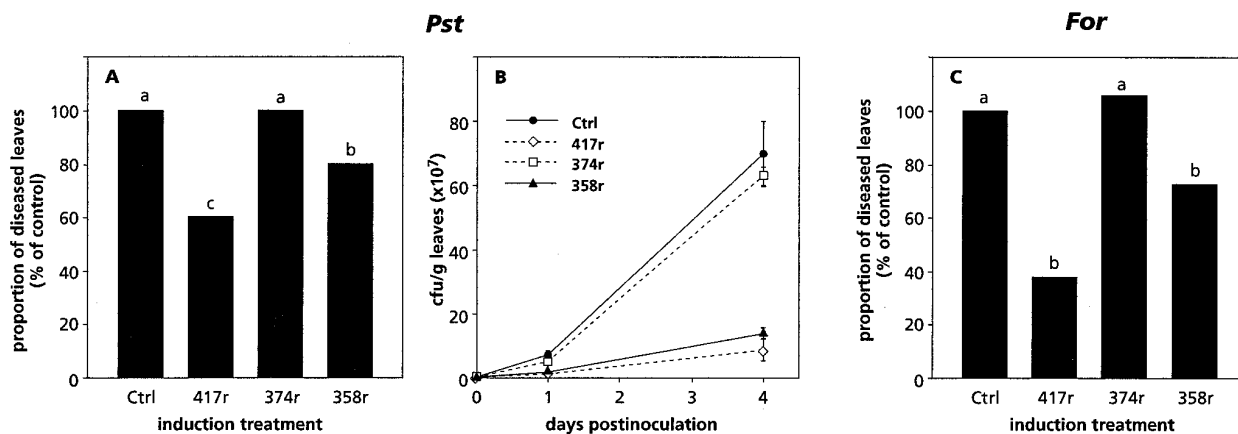 Pst
For
A
proportion of diseased leaves
(% of control)
100
80
60
40
20
0
a
c
a
b
Ctrl
417r
374r
358r
induction treatment
B
cfu/g leaves (x10⁷)
80
60
40
20
0
Ctrl
417r
374r
358r
0
1
2
3
4
days postinoculation
C
proportion of diseased leaves
(% of control)
100
80
60
40
20
0
a
b
a
b
Ctrl
417r
374r
358r
induction treatment